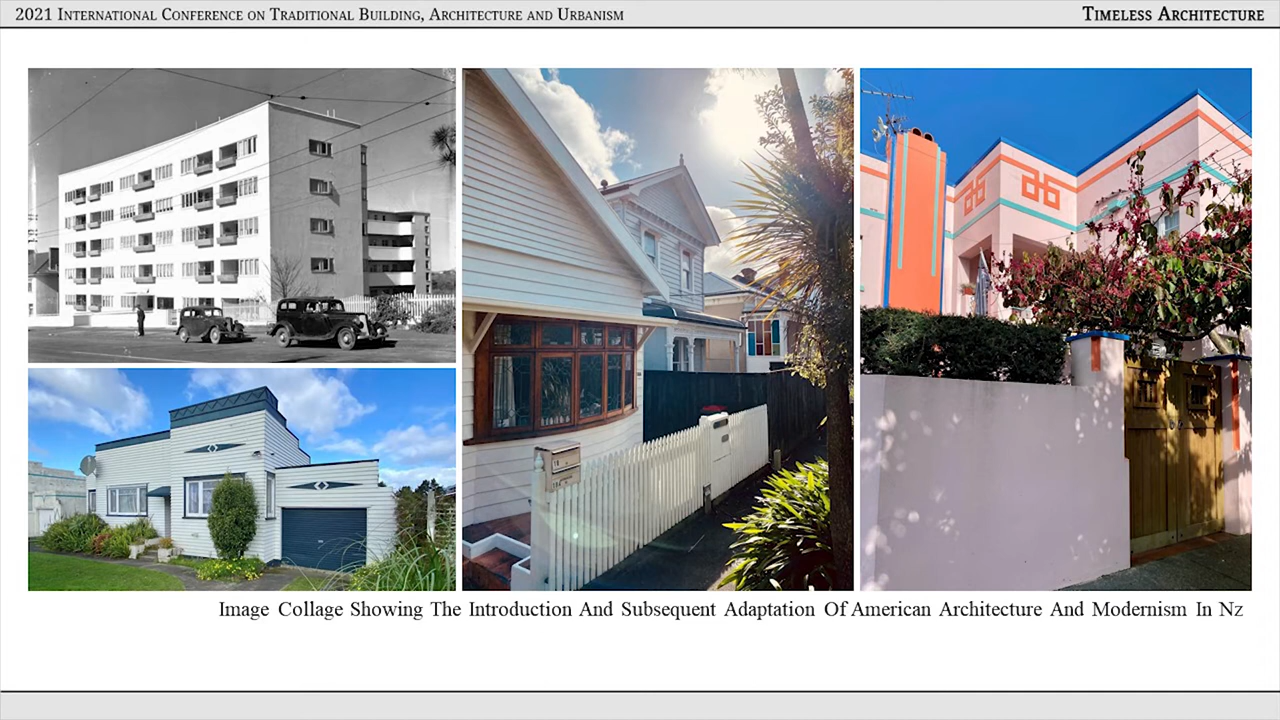 2021 International Conference on Traditional Building, Architecture and Urbanism
Timeless Architecture
Image Collage Showing The Introduction And Subsequent Adaptation Of American Architecture And Modernism In Nz